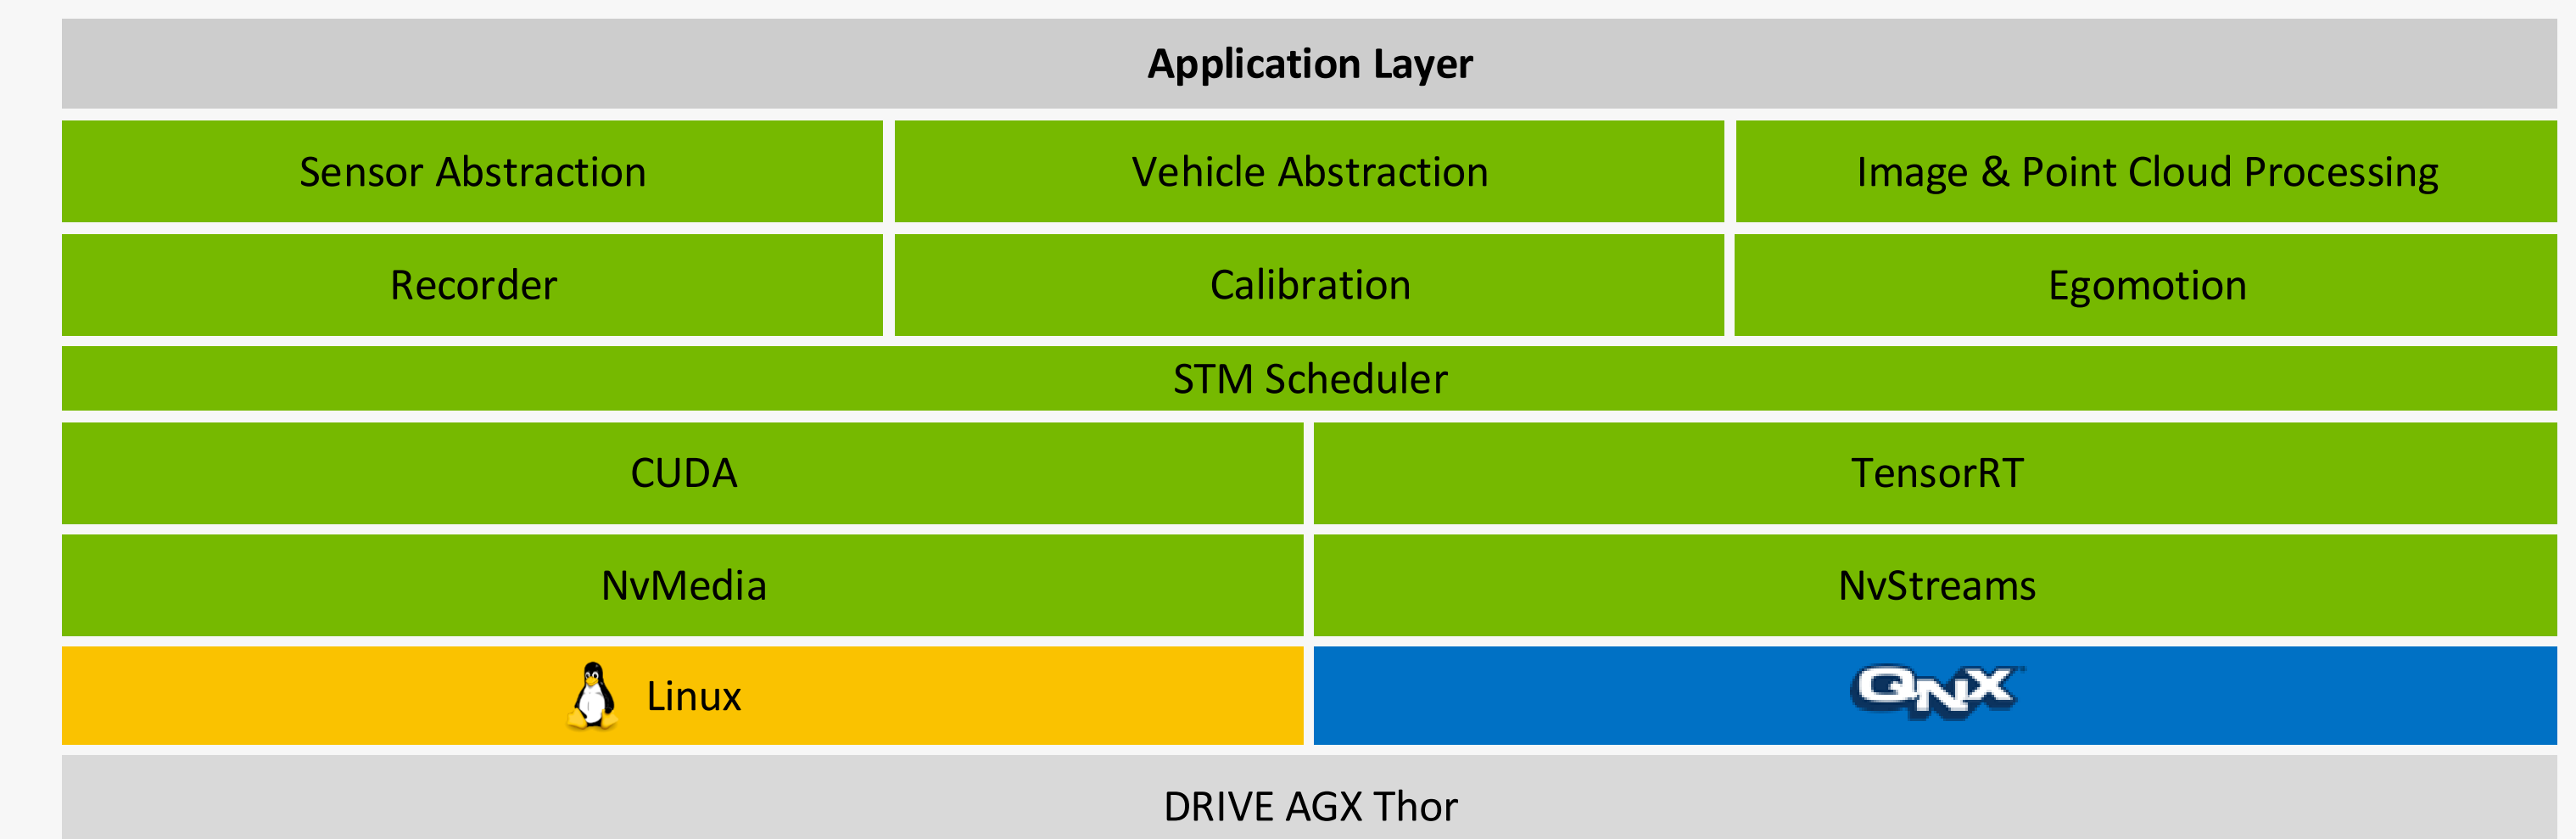 Application Layer
Sensor Abstraction
Vehicle Abstraction
Image & Point Cloud Processing
Recorder
Calibration
Egomotion
STM Scheduler
CUDA
TensorRT
NvMedia
NvStreams
Linux
QNX
DRIVE AGX Thor